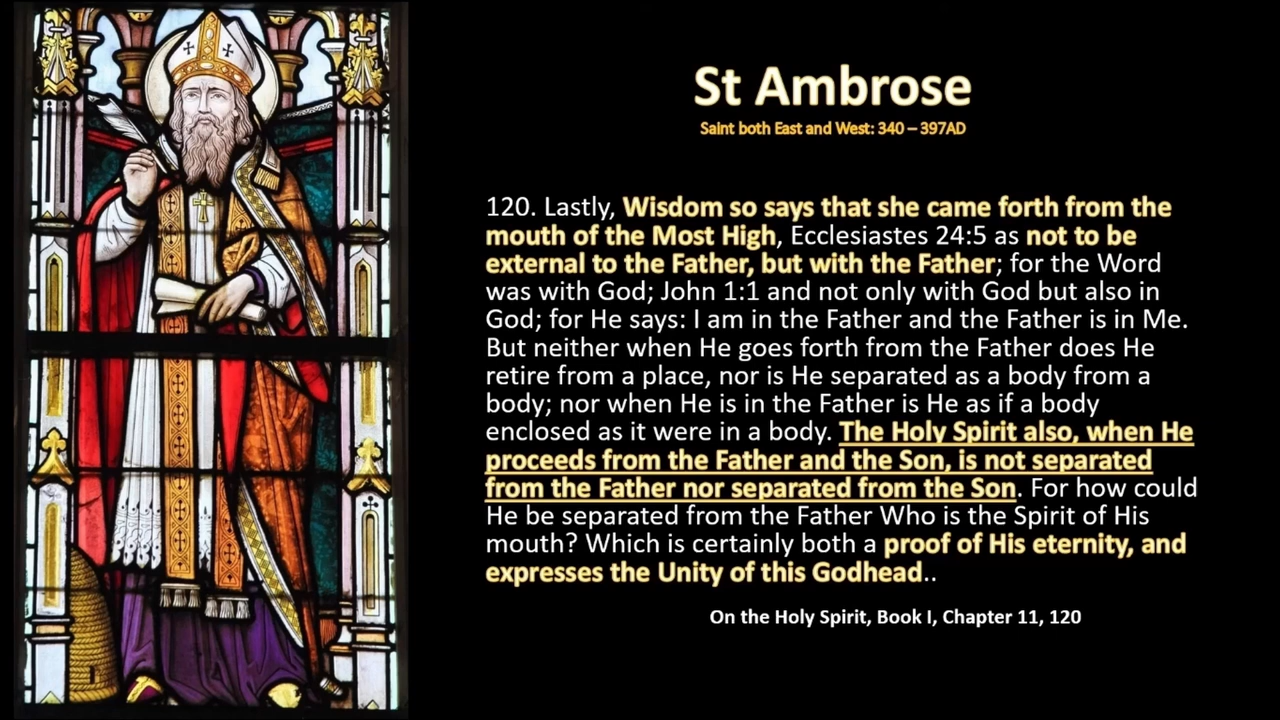 St Ambrose
Saint both East and West: 340 – 397AD
120. Lastly, Wisdom so says that she came forth from the
mouth of the Most High, Ecclesiastes 24:5 as not to be
external to the Father, but with the Father; for the Word
was with God; John 1:1 and not only with God but also in
God; for He says: I am in the Father and the Father is in Me.
But neither when He goes forth from the Father does He
retire from a place, nor is He separated as a body from a
body; nor when He is in the Father is He as if a body
enclosed as it were in a body. The Holy Spirit also, when He
proceeds from the Father and the Son, is not separated
from the Father nor separated from the Son. For how could
He be separated from the Father Who is the Spirit of His
mouth? Which is certainly both a proof of His eternity, and
expresses the Unity of this Godhead..
On the Holy Spirit, Book I, Chapter 11, 120